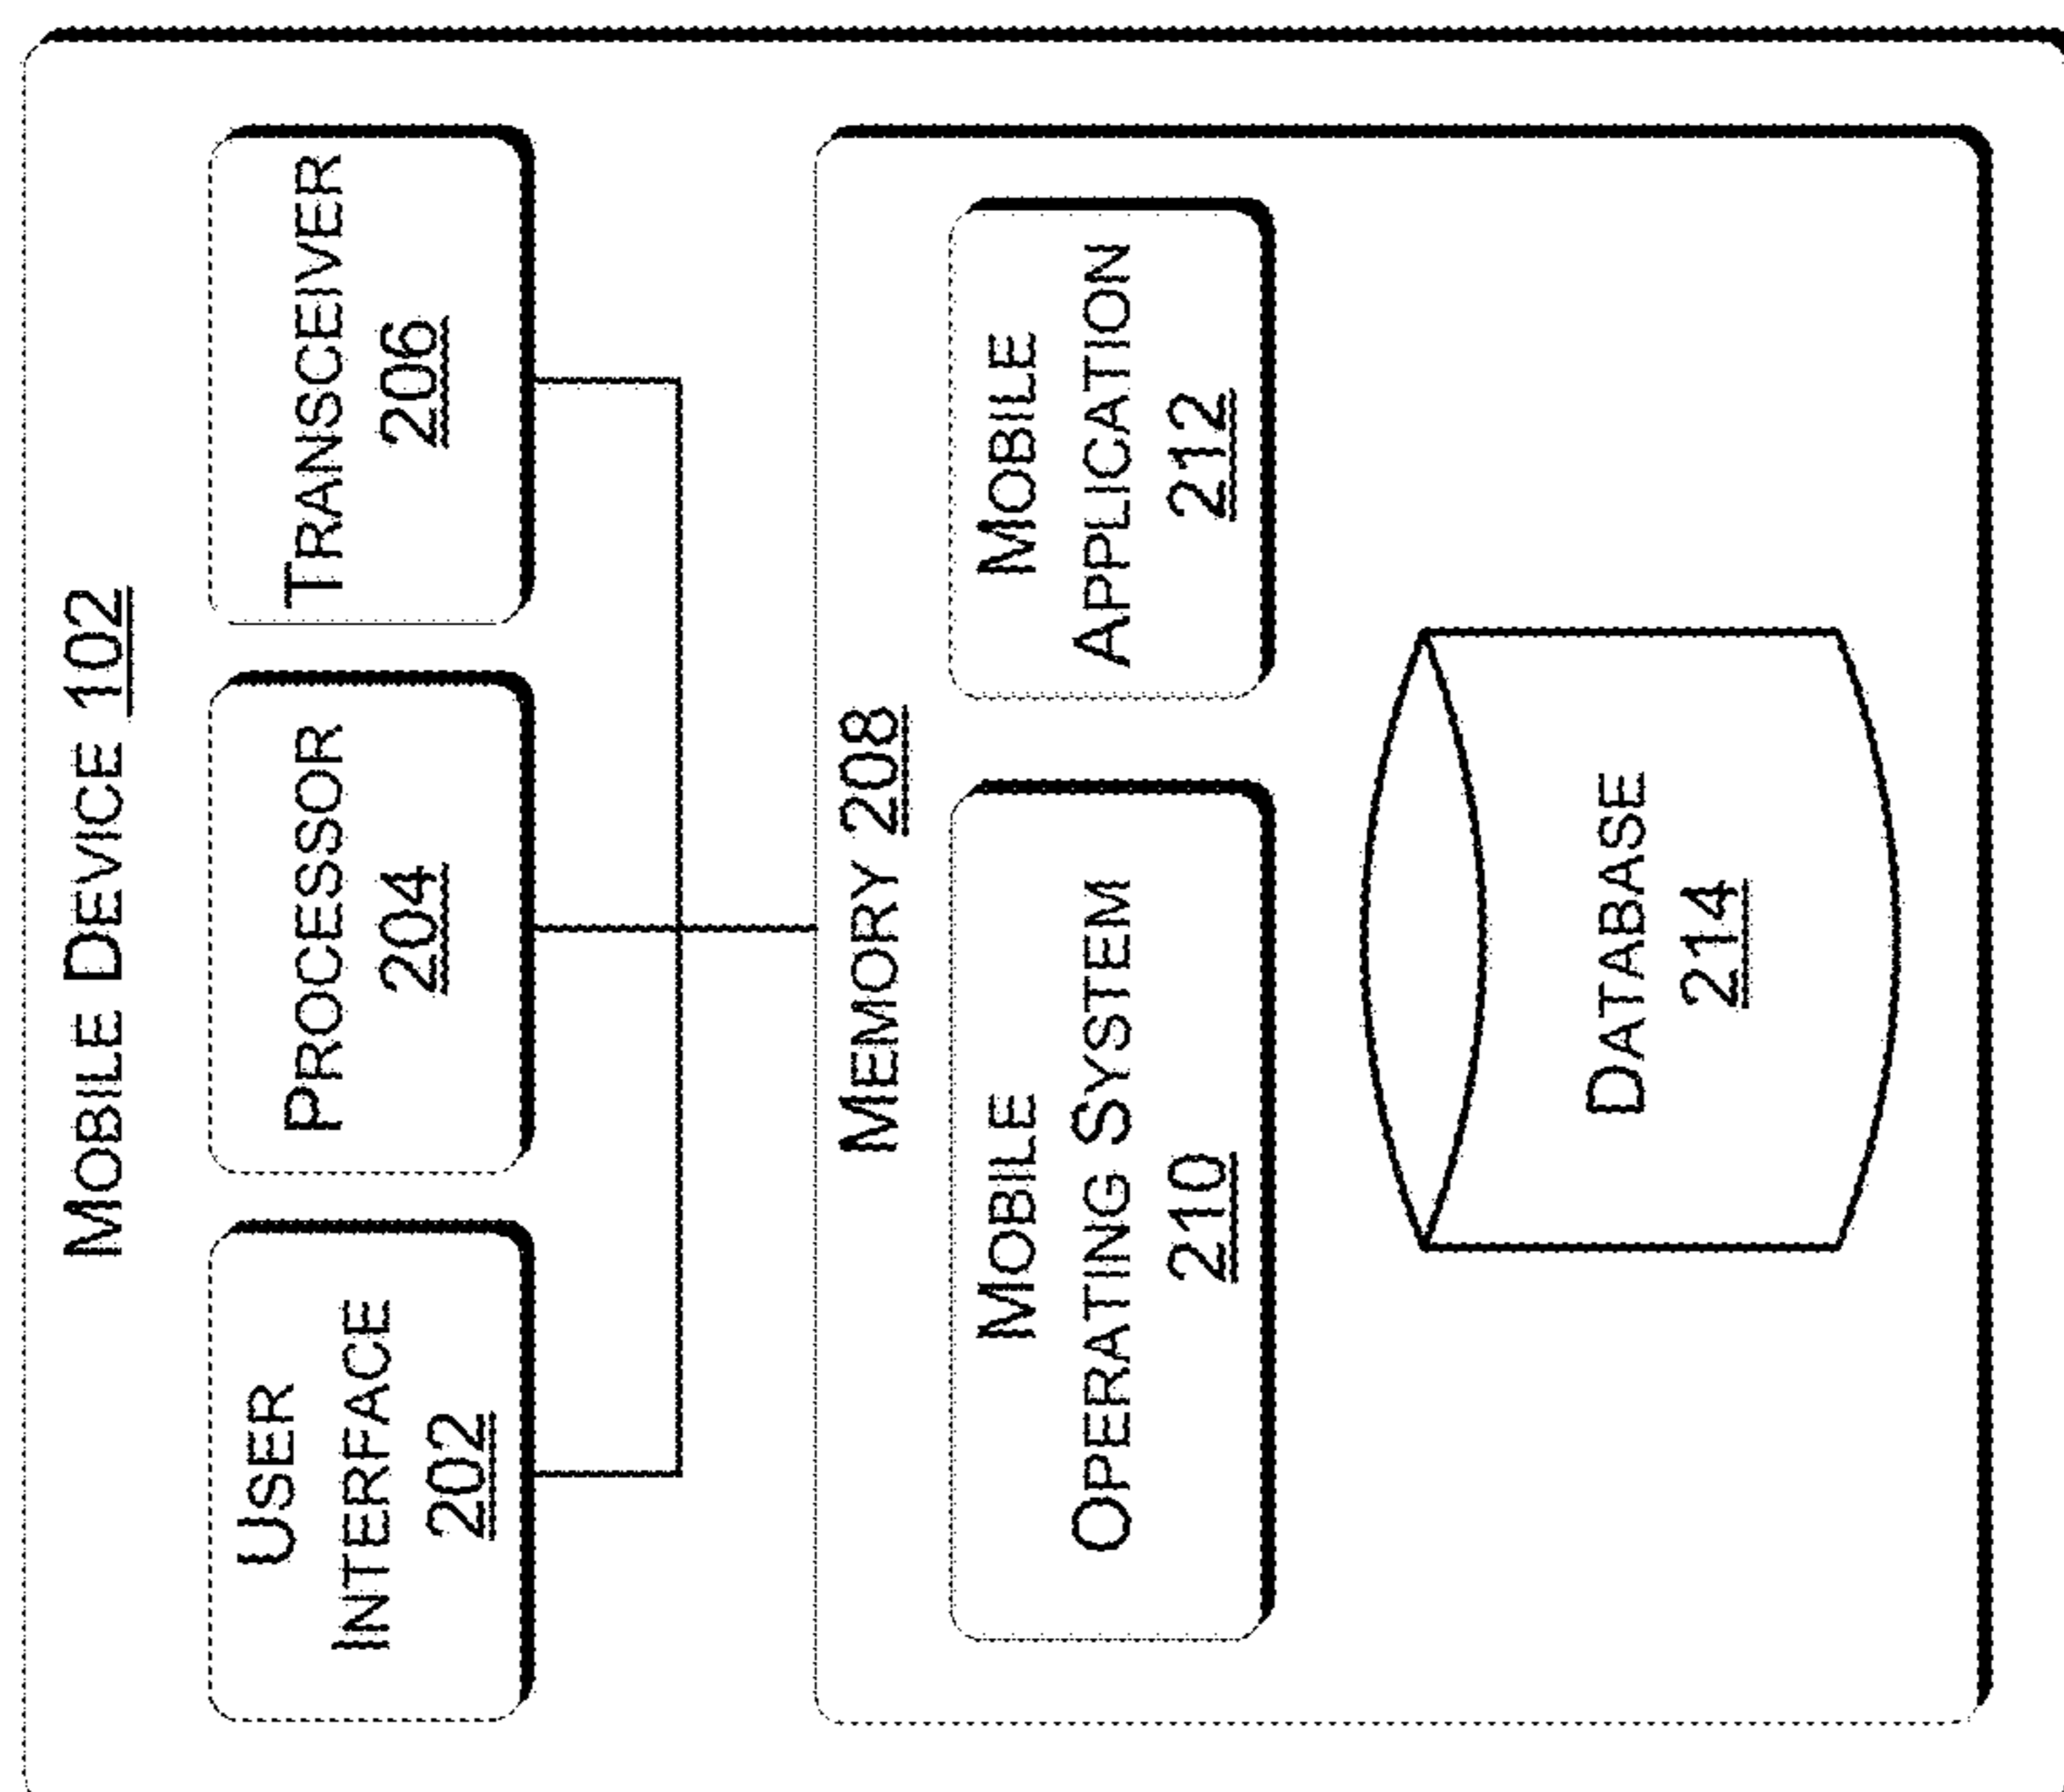 MOBILE DEVICE 102
USER
INTERFACE
202
PROCESSOR
204
TRANSCEIVER
206
MEMORY 208
MOBILE
OPERATING SYSTEM
210
MOBILE
APPLICATION
212
DATABASE
214